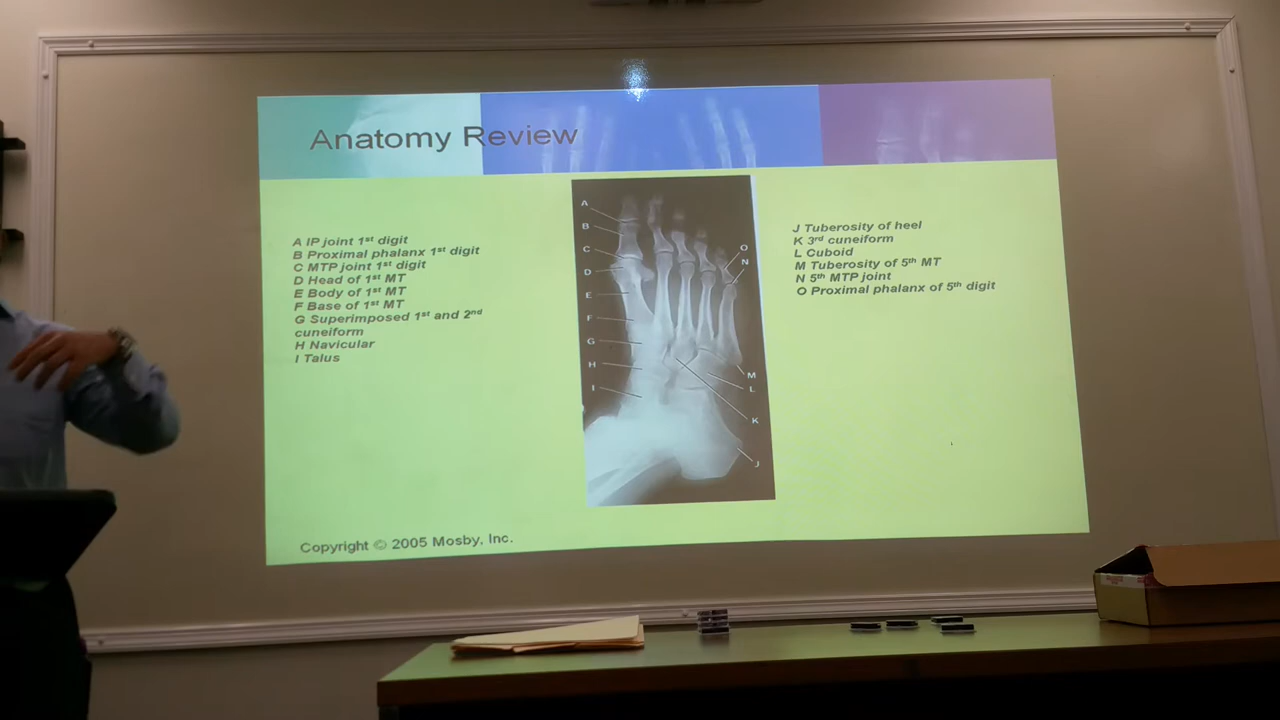 Anatomy Review
A IP joint 1st digit
B Proximal phalanx 1st digit
C MTP joint 1st digit
D Head of 1st MT
E Body of 1st MT
F Base of 1st MT
G Superimposed 1st and 2nd
cuneiform
H Navicular
I Talus
A
B
C
D
E
F
G
H
I
O
N
M
L
K
J
J Tuberosity of heel
K 3rd cuneiform
L Cuboid
M Tuberosity of 5th MT
N 5th MTP joint
O Proximal phalanx of 5th digit
Copyright © 2005 Mosby, Inc.